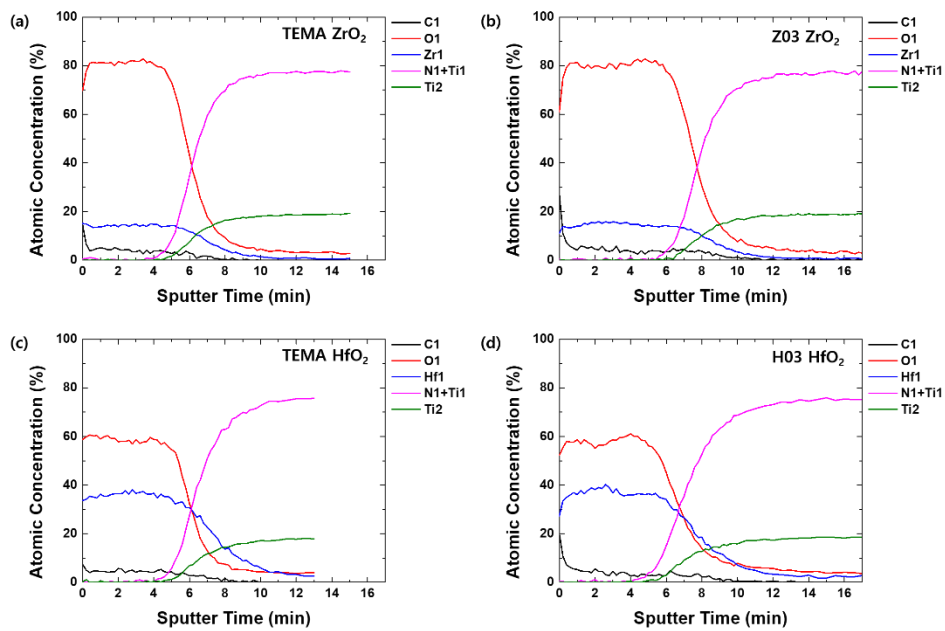 (a)
TEMA ZrO₂
C1
O1
Zr1
N1+Ti1
Ti2
Atomic Concentration (%)
100
80
60
40
20
0
0 2 4 6 8 10 12 14 16
Sputter Time (min)
(b)
Z03 ZrO₂
C1
O1
Zr1
N1+Ti1
Ti2
Atomic Concentration (%)
100
80
60
40
20
0
0 2 4 6 8 10 12 14 16
Sputter Time (min)
(c)
TEMA HfO₂
C1
O1
Hf1
N1+Ti1
Ti2
Atomic Concentration (%)
100
80
60
40
20
0
0 2 4 6 8 10 12 14 16
Sputter Time (min)
(d)
H03 HfO₂
C1
O1
Hf1
N1+Ti1
Ti2
Atomic Concentration (%)
100
80
60
40
20
0
0 2 4 6 8 10 12 14 16
Sputter Time (min)